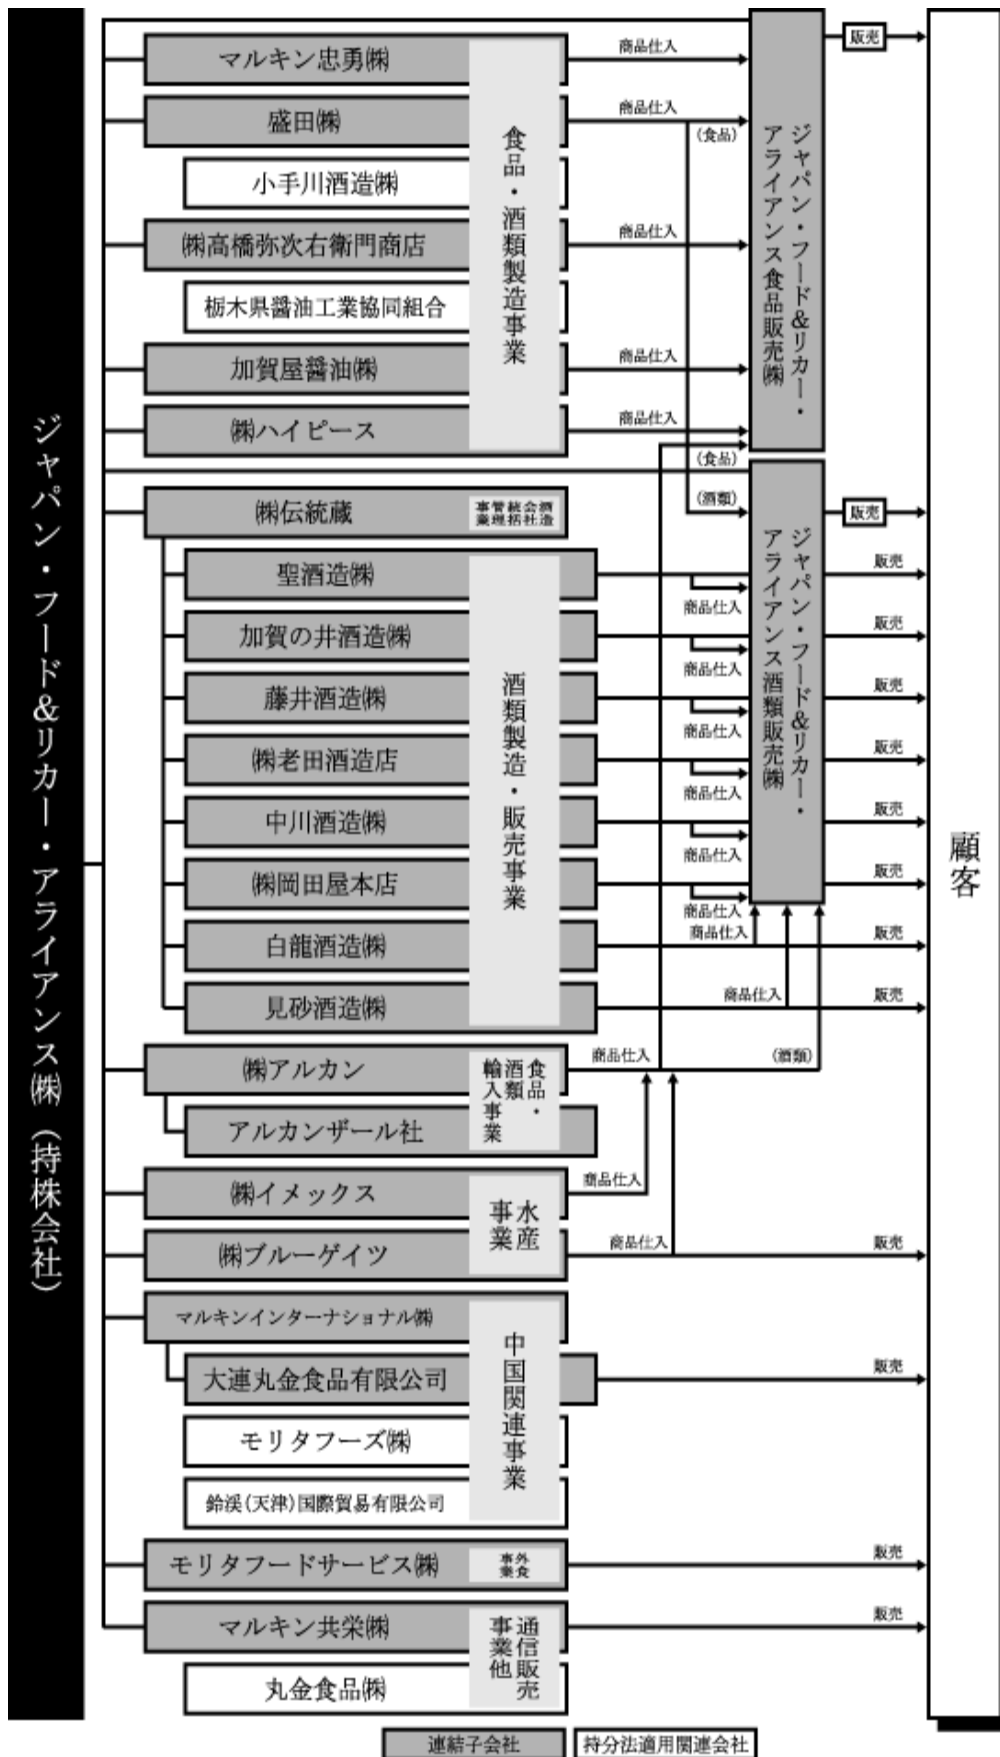 ジャパン・フード&リカー・アライアンス㈱(持株会社)
マルキン忠勇㈱
商品仕入
盛田㈱
商品仕入
(食品)
小手川酒造㈱
㈱高橋弥次右衛門商店
商品仕入
栃木県醤油工業協同組合
加賀屋醤油㈱
商品仕入
㈱ハイピース
商品仕入
食品・酒類製造事業
ジャパン・フード&リカー・
アライアンス食品販売㈱
販売
(食品)
(酒類)
㈱伝統蔵
酒造
会社
統括
管理
事業
聖酒造㈱
商品仕入
販売
加賀の井酒造㈱
商品仕入
販売
藤井酒造㈱
商品仕入
販売
㈱老田酒造店
商品仕入
販売
中川酒造㈱
商品仕入
販売
㈱岡田屋本店
商品仕入
販売
白龍酒造㈱
商品仕入
販売
見砂酒造㈱
商品仕入
販売
酒類製造・販売事業
ジャパン・フード&リカー・
アライアンス酒類販売㈱
販売
㈱アルカン
商品仕入
(酒類)
アルカンザール社
食品・
酒類
輸入事業
㈱イメックス
商品仕入
㈱ブルーゲイツ
商品仕入
販売
水産
事業
マルキンインターナショナル㈱
大連丸金食品有限公司
販売
モリタフーズ㈱
鈴渓(天津)国際貿易有限公司
中国関連事業
モリタフードサービス㈱
外食
事業
販売
マルキン共栄㈱
販売
丸金食品㈱
通信販売
事業他
顧客
連結子会社
持分法適用関連会社